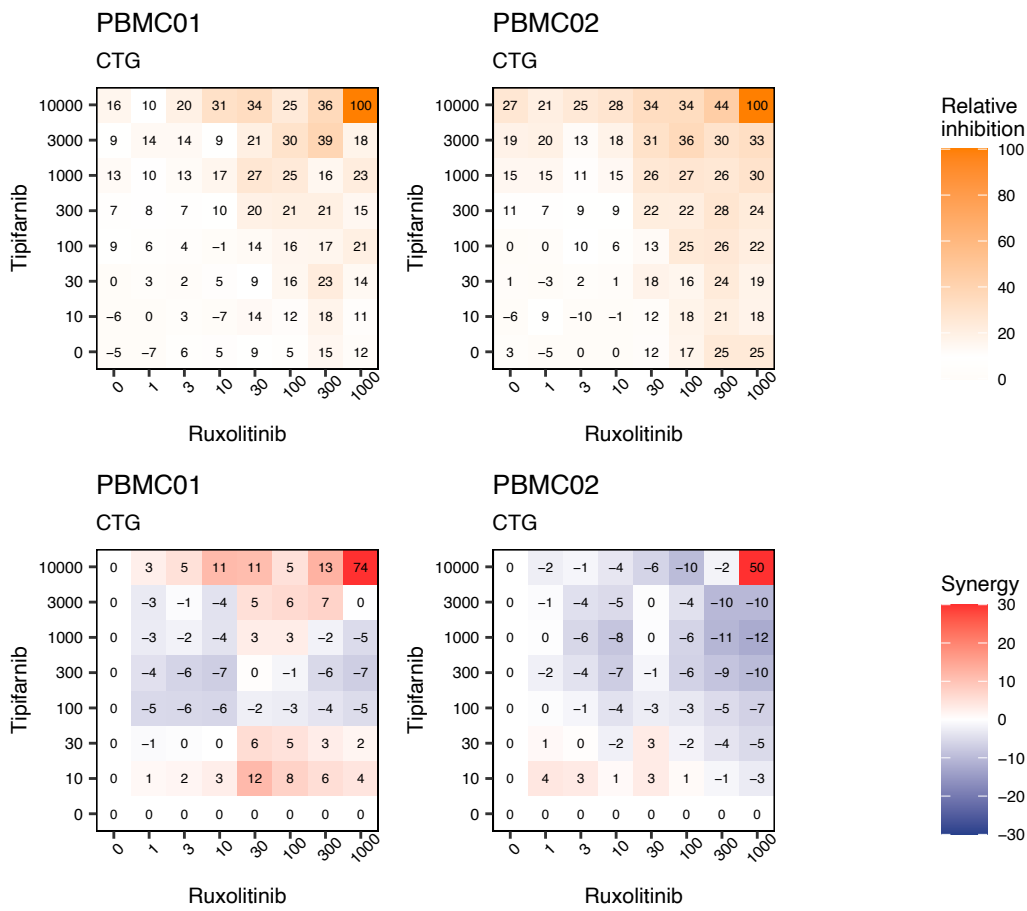 PBMC01
CTG
10000 16 10 20 31 34 25 36 100
3000 9 14 14 9 21 30 39 18
1000 13 10 13 17 27 25 16 23
300 7 8 7 10 20 21 21 15
100 9 6 4 −1 14 16 17 21
30 0 3 2 5 9 16 23 14
10 −6 0 3 −7 14 12 18 11
0 −5 −7 6 5 9 5 15 12
0 1 3 10 30 100 300 1000
Tipifarnib
Ruxolitinib
PBMC02
CTG
10000 27 21 25 28 34 34 44 100
3000 19 20 13 18 31 36 30 33
1000 15 15 11 15 26 27 26 30
300 11 7 9 9 22 22 28 24
100 0 0 10 6 13 25 26 22
30 1 −3 2 1 18 16 24 19
10 −6 9 −10 −1 12 18 21 18
0 3 −5 0 0 12 17 25 25
0 1 3 10 30 100 300 1000
Tipifarnib
Ruxolitinib
Relative
inhibition
100
80
60
40
20
0
PBMC01
CTG
10000 0 3 5 11 11 5 13 74
3000 0 −3 −1 −4 5 6 7 0
1000 0 −3 −2 −4 3 3 −2 −5
300 0 −4 −6 −7 0 −1 −6 −7
100 0 −5 −6 −6 −2 −3 −4 −5
30 0 −1 0 0 6 5 3 2
10 0 1 2 3 12 8 6 4
0 0 0 0 0 0 0 0 0
0 1 3 10 30 100 300 1000
Tipifarnib
Ruxolitinib
PBMC02
CTG
10000 0 −2 −1 −4 −6 −10 −2 50
3000 0 −1 −4 −5 0 −4 −10 −10
1000 0 0 −6 −8 0 −6 −11 −12
300 0 −2 −4 −7 −1 −6 −9 −10
100 0 0 −1 −4 −3 −3 −5 −7
30 0 1 0 −2 3 −2 −4 −5
10 0 4 3 1 3 1 −1 −3
0 0 0 0 0 0 0 0 0
0 1 3 10 30 100 300 1000
Tipifarnib
Ruxolitinib
Synergy
30
20
10
0
−10
−20
−30